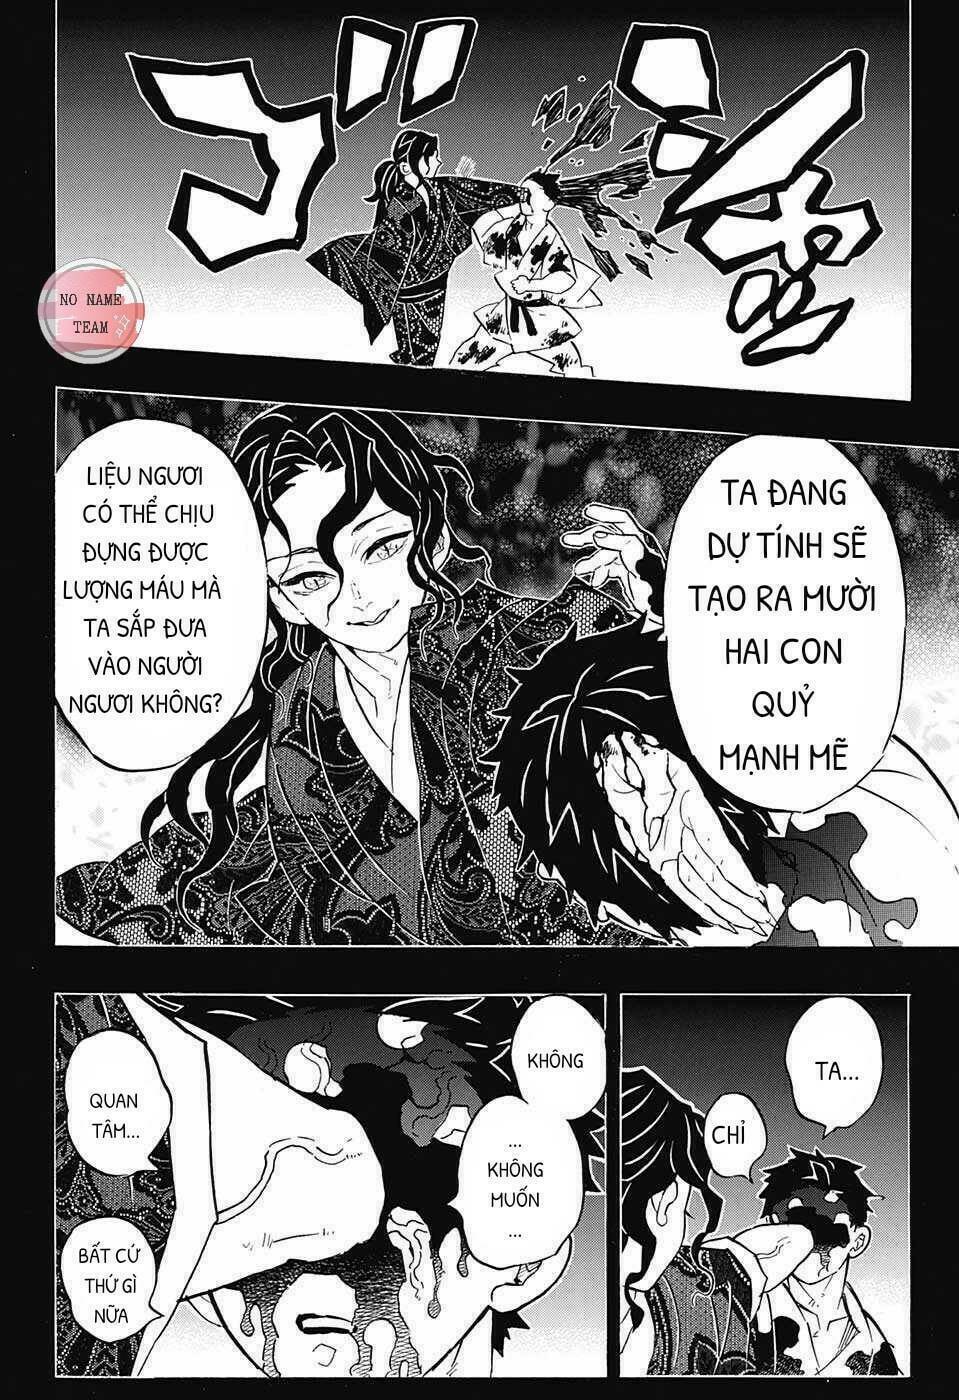 NO NAME
TEAM
TA ĐANG
DỰ TÍNH SẼ
TẠO RA MƯỜI
HAI CON
QUỶ
MẠNH MẼ
LIỆU NGƯƠI
CÓ THỂ CHỊU
ĐỰNG ĐƯỢC
LƯỢNG MÁU MÀ
TA SẮP ĐƯA
VÀO NGƯỜI
NGƯƠI KHÔNG?
TA...
CHỈ
KHÔNG
...
KHÔNG
MUỐN
...
QUAN
TÂM...
BẤT CỨ
THỨ GÌ
NỮA